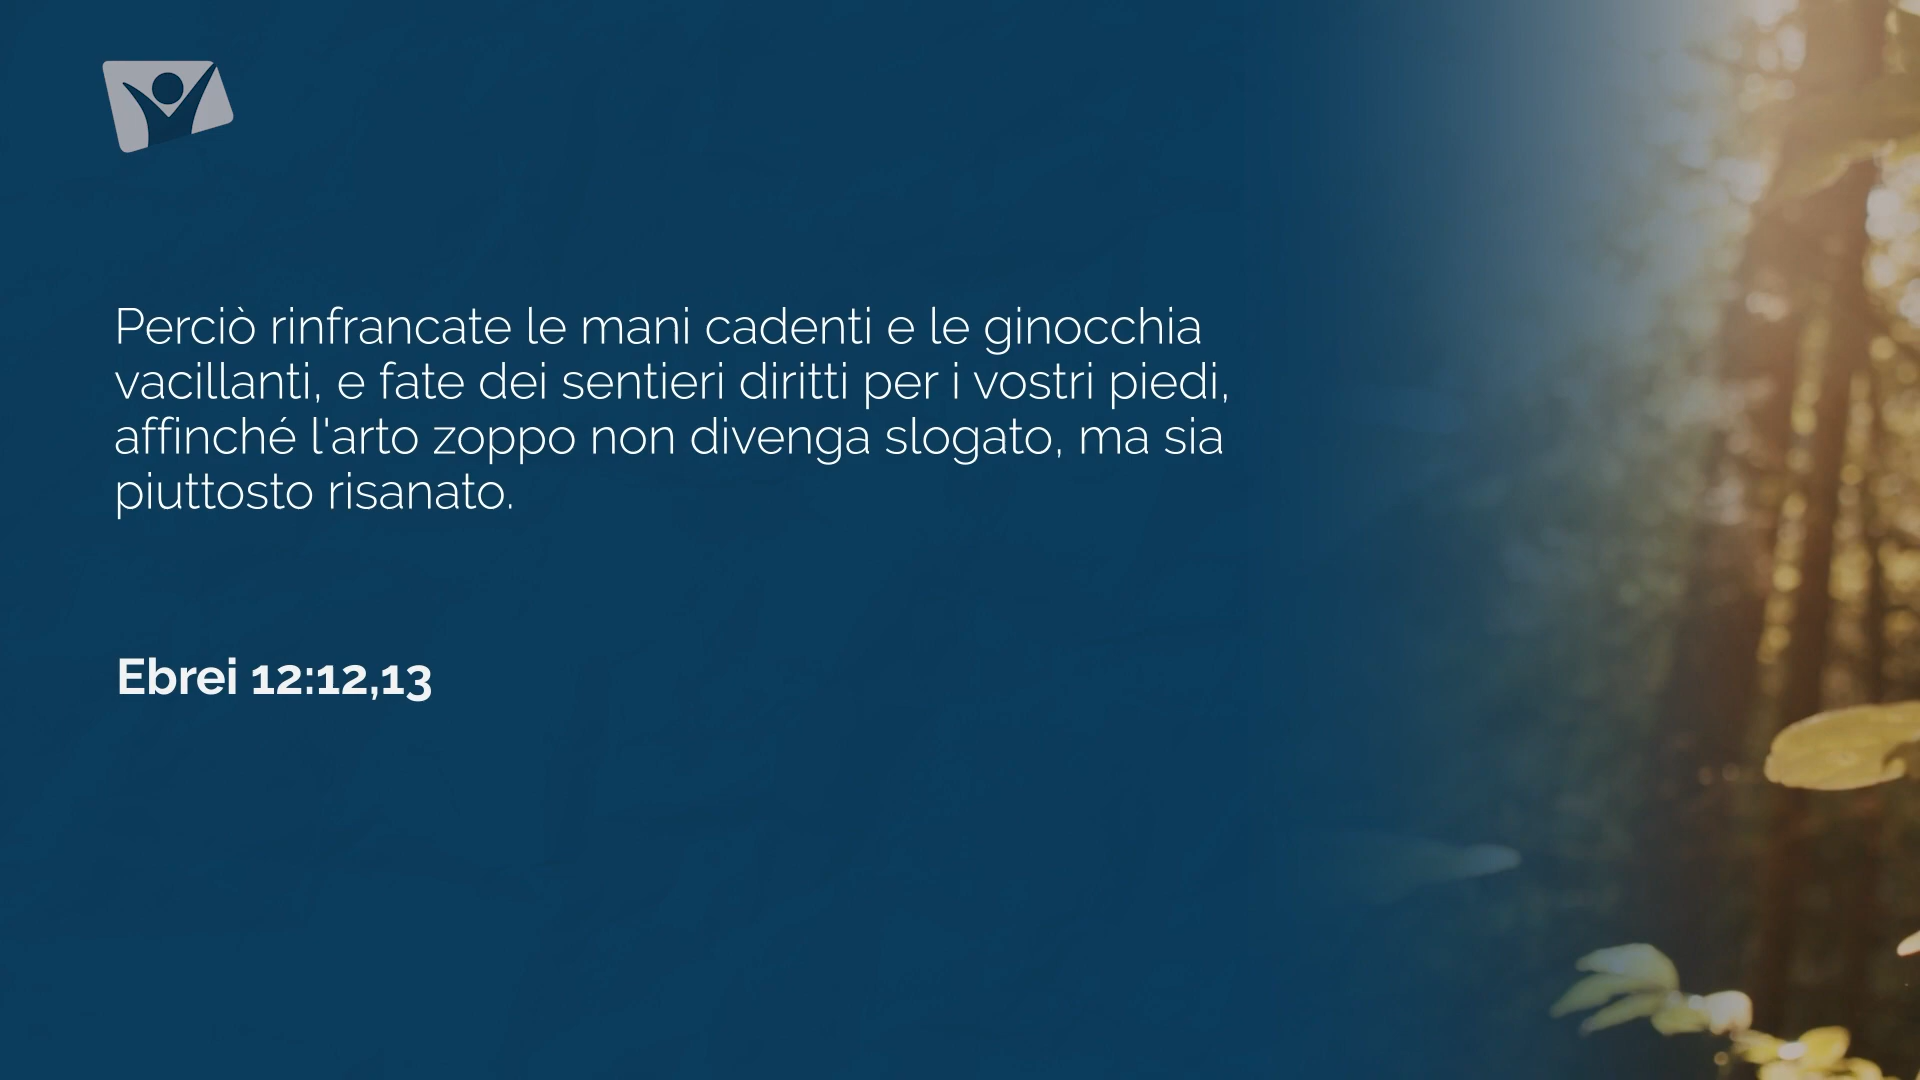 Perciò rinfrancate le mani cadenti e le ginocchia
vacillanti, e fate dei sentieri diritti per i vostri piedi,
affinché l'arto zoppo non divenga slogato, ma sia
piuttosto risanato.
Ebrei 12:12,13